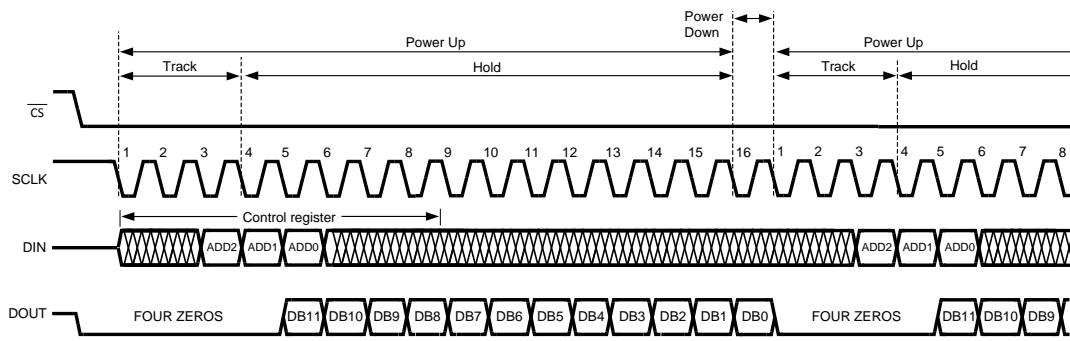 Power
Down
Power Up
Power Up
Track
Hold
Track
Hold
CS
1 2 3 4 5 6 7 8 9 10 11 12 13 14 15 16 1 2 3 4 5 6 7 8
SCLK
Control register
DIN
ADD2 ADD1 ADD0
ADD2 ADD1 ADD0
DOUT
FOUR ZEROS
DB11 DB10 DB9 DB8 DB7 DB6 DB5 DB4 DB3 DB2 DB1 DB0
FOUR ZEROS
DB11 DB10 DB9